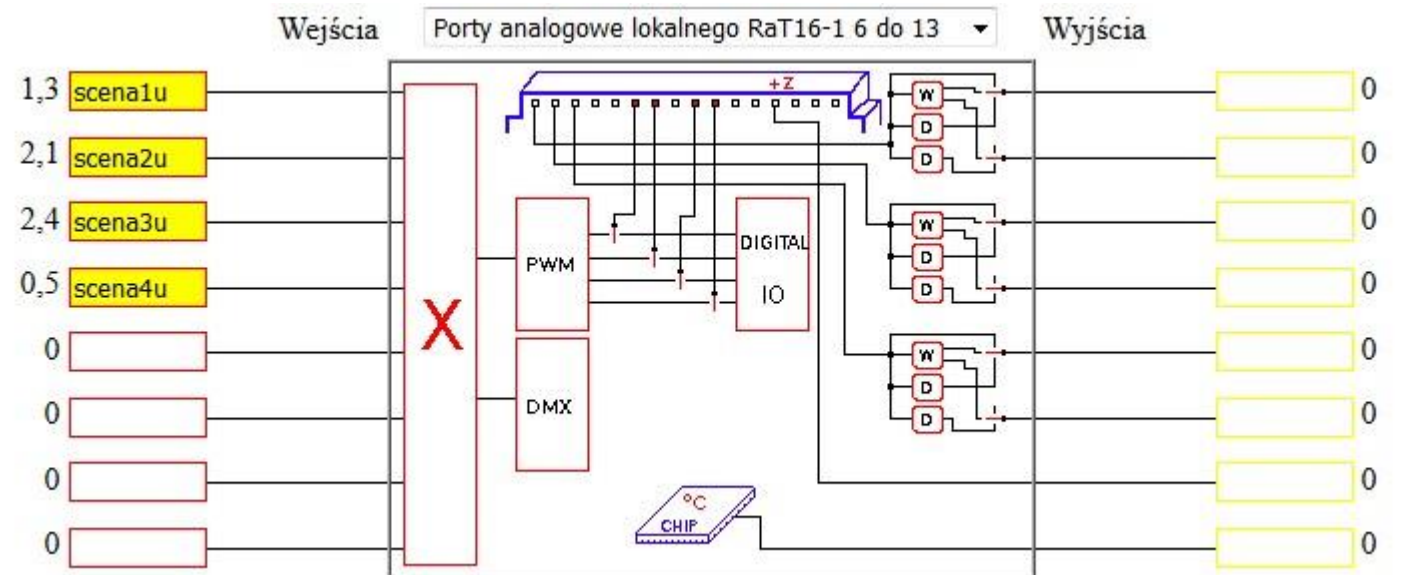 Wejścia Porty analogowe lokalnego RaT16-1 6 do 13 Wyjścia
+Z
1,3 scena1u W 0
D
2,1 scena2u D 0
2,4 scena3u W 0
PWM DIGITAL D
IO
0,5 scena4u D 0
X
0 W 0
D
0 DMX D 0
0 °C 0
CHIP
0 0